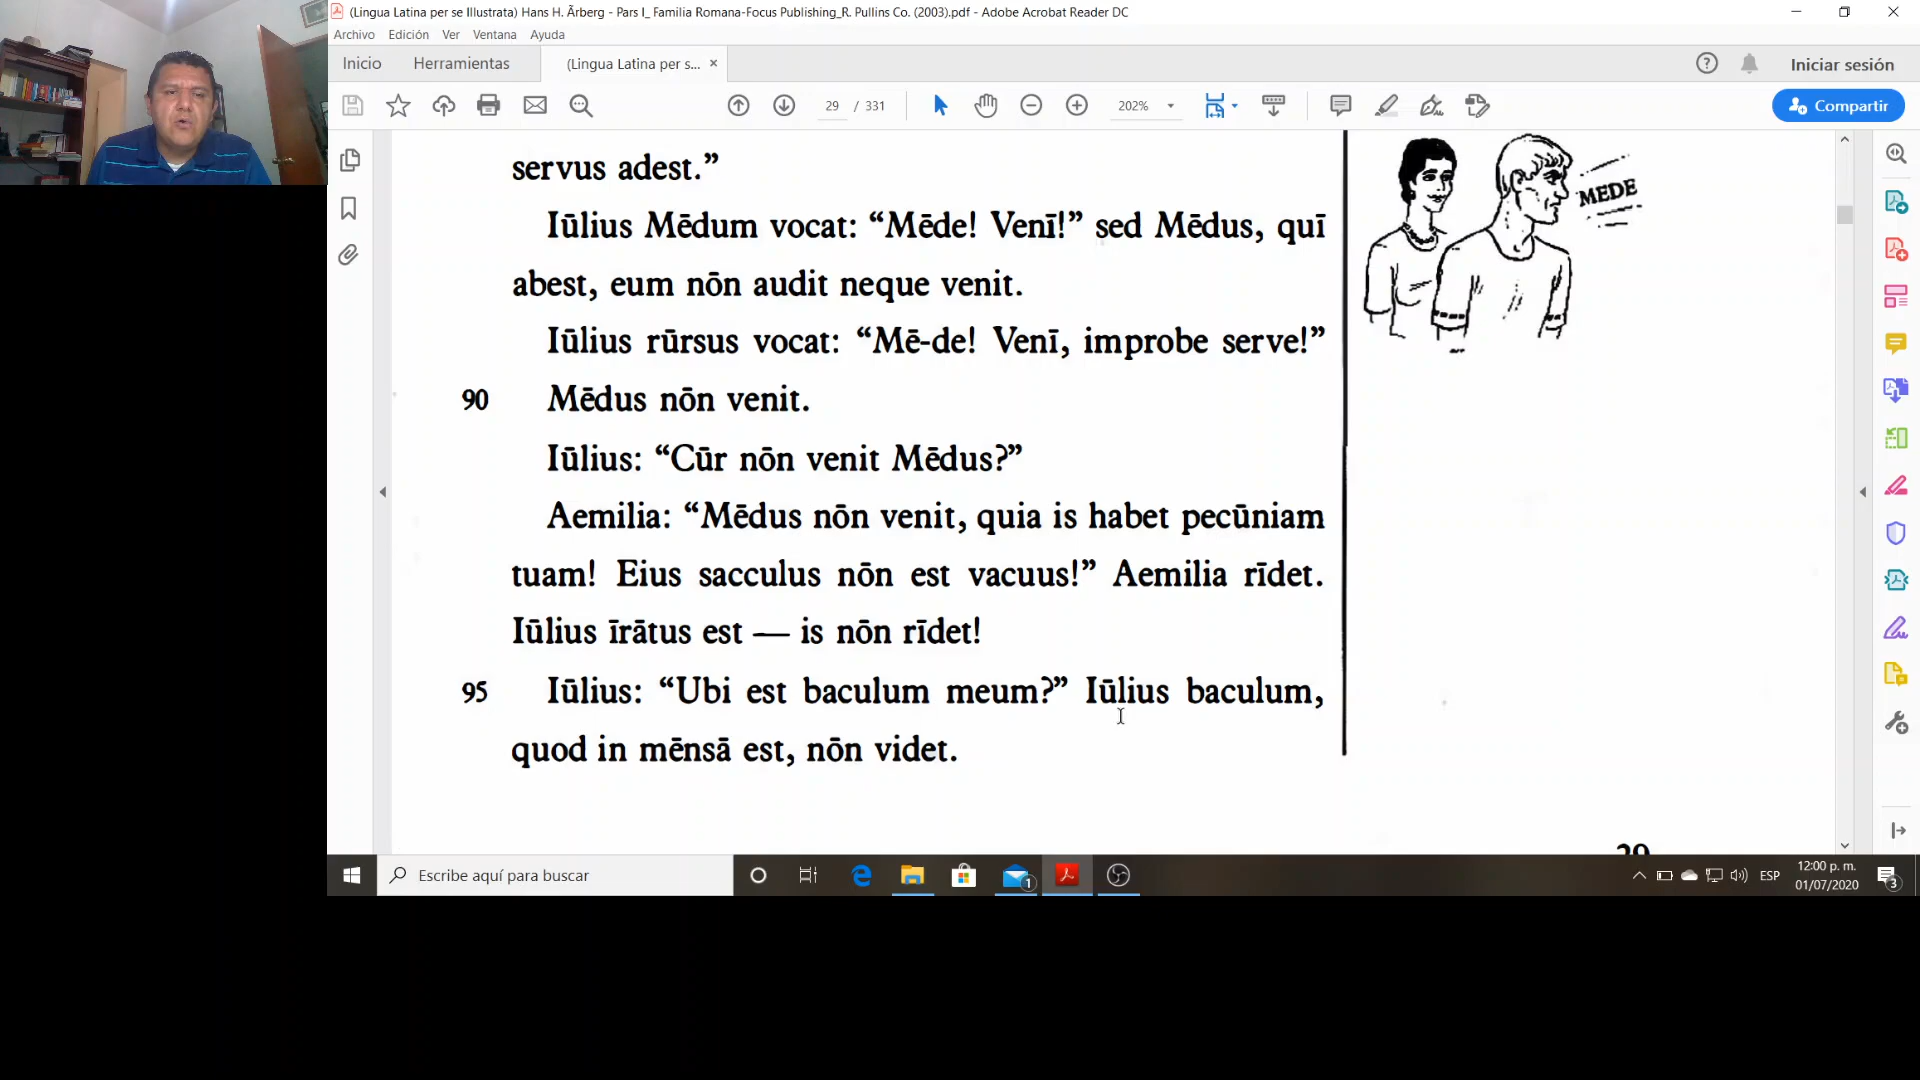 (Lingua Latina per se Illustrata) Hans H. Ãrberg - Pars I_ Familia Romana-Focus Publishing_R. Pullins Co. (2003).pdf - Adobe Acrobat Reader DC
Archivo Edición Ver Ventana Ayuda
Inicio Herramientas (Lingua Latina per s... × Iniciar sesión
29 / 331 202% Compartir
servus adest.”
Iūlius Mēdum vocat: “Mēde! Venī!” sed Mēdus, quī
abest, eum nōn audit neque venit.
Iūlius rūrsus vocat: “Mē-de! Venī, improbe serve!”
90 Mēdus nōn venit.
Iūlius: “Cūr nōn venit Mēdus?”
Aemilia: “Mēdus nōn venit, quia is habet pecūniam
tuam! Eius sacculus nōn est vacuus!” Aemilia rīdet.
Iūlius īrātus est — is nōn rīdet!
95 Iūlius: “Ubi est baculum meum?” Iūlius baculum,
quod in mēnsā est, nōn videt.
MEDE
29
Escribe aquí para buscar
1
ESP
12:00 p. m.
01/07/2020
3